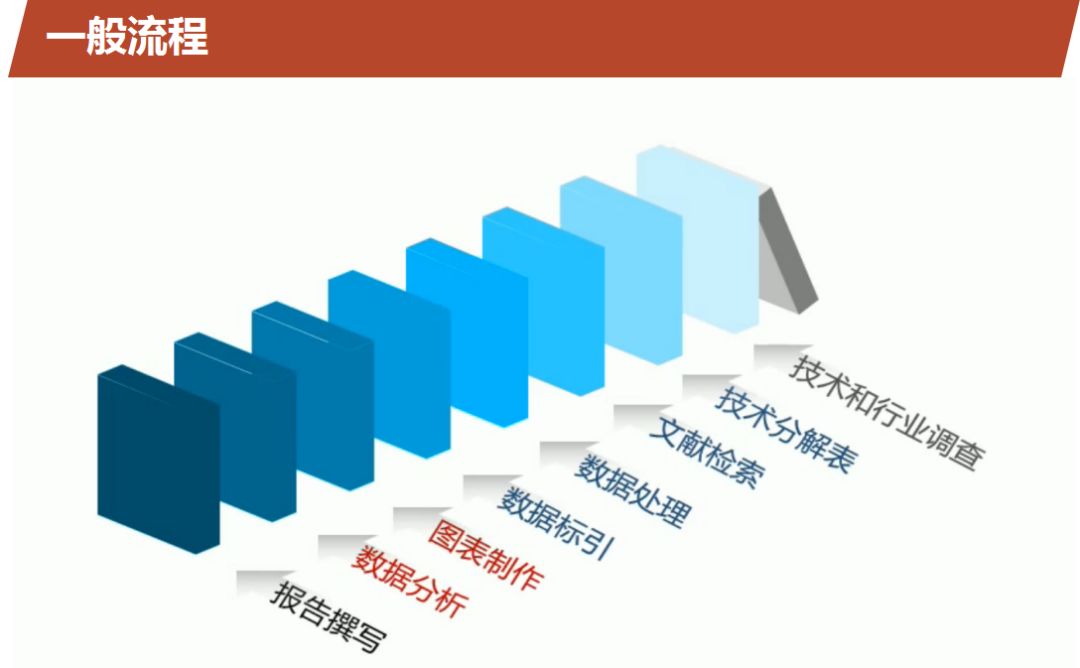 一般流程
技术和行业调查
技术分解表
文献检索
数据处理
数据标引
图表制作
数据分析
报告撰写